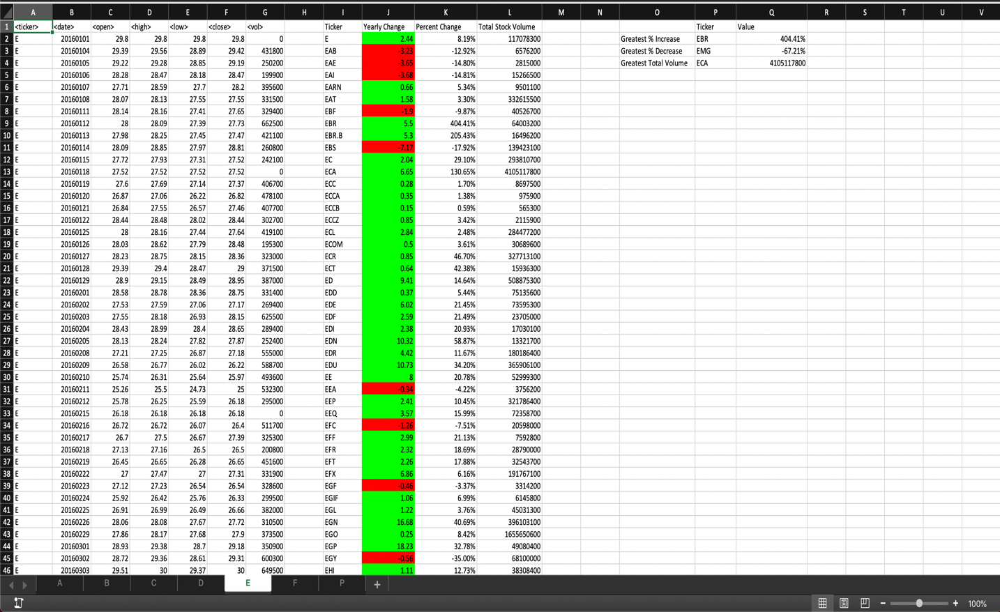 A B C D E F G H I J K L M N O P Q R S T U V
1 <ticker> <date> <open> <high> <low> <close> <vol> Ticker Yearly Change Percent Change Total Stock Volume Ticker Value
2 E 20160101 29.8 29.8 29.8 29.8 0 E 2.44 8.19% 117078300 Greatest % Increase EBR 404.41%
3 E 20160104 29.39 29.56 28.89 29.42 431800 EAB -3.23 -12.92% 6576200 Greatest % Decrease EMG -67.21%
4 E 20160105 29.22 29.28 28.85 29.19 250200 EAE -3.65 -14.80% 2815000 Greatest Total Volume ECA 4105117800
5 E 20160106 28.28 28.47 28.18 28.47 199900 EAI -3.68 -14.81% 15266500
6 E 20160107 27.71 28.59 27.7 28.2 395600 EARN 0.66 5.34% 9501100
7 E 20160108 28.07 28.13 27.55 27.55 331500 EAT 1.58 3.30% 332615500
8 E 20160111 28.14 28.16 27.41 27.65 329400 EBF -1.9 -9.87% 40526700
9 E 20160112 28 28.09 27.39 27.73 662500 EBR 5.5 404.41% 64003200
10 E 20160113 27.98 28.25 27.45 27.47 421100 EBR.B 5.3 205.43% 16496200
11 E 20160114 28.09 28.85 27.97 28.81 260800 EBS -7.17 -17.92% 139423100
12 E 20160115 27.72 27.93 27.31 27.52 242100 EC 2.04 29.10% 293810700
13 E 20160118 27.52 27.52 27.52 27.52 0 ECA 6.65 130.65% 4105117800
14 E 20160119 27.6 27.69 27.14 27.37 406700 ECC 0.28 1.70% 8697500
15 E 20160120 26.87 27.06 26.22 26.82 478100 ECCA 0.35 1.38% 975900
16 E 20160121 26.84 27.55 26.57 27.46 407700 ECCB 0.15 0.59% 565300
17 E 20160122 28.44 28.48 28.02 28.44 302700 ECCZ 0.85 3.42% 2115900
18 E 20160125 28 28.16 27.44 27.64 419100 ECL 2.84 2.48% 284477200
19 E 20160126 28.03 28.62 27.79 28.48 195300 ECOM 0.5 3.61% 30689600
20 E 20160127 28.23 28.75 28.15 28.36 323000 ECR 0.85 46.70% 327713100
21 E 20160128 29.39 29.4 28.47 29 371500 ECT 0.64 42.38% 15936300
22 E 20160129 28.9 29.15 28.49 28.95 387000 ED 9.41 14.64% 508875300
23 E 20160201 28.58 28.78 28.36 28.75 331400 EDD 0.37 5.44% 75135600
24 E 20160202 27.53 27.59 27.06 27.17 269400 EDE 6.02 21.45% 73595300
25 E 20160203 27.55 28.18 26.93 28.15 625500 EDF 2.59 21.49% 23705000
26 E 20160204 28.43 28.99 28.4 28.65 289400 EDI 2.38 20.93% 17030100
27 E 20160205 28.13 28.24 27.82 27.87 252400 EDN 10.32 58.87% 13321700
28 E 20160208 27.21 27.25 26.87 27.18 555000 EDR 4.42 11.67% 180186400
29 E 20160209 26.58 26.77 26.02 26.22 588700 EDU 10.73 34.20% 365906100
30 E 20160210 25.74 26.31 25.64 25.97 493600 EE 8 20.78% 52999300
31 E 20160211 25.26 25.5 24.73 25 532300 EEA -0.34 -4.22% 3756200
32 E 20160212 25.78 26.25 25.59 26.18 295000 EEP 2.41 10.45% 321786400
33 E 20160215 26.18 26.18 26.18 26.18 0 EEQ 3.57 15.99% 72358700
34 E 20160216 26.72 26.72 26.07 26.4 511700 EFC -1.26 -7.51% 20598000
35 E 20160217 26.7 27.5 26.67 27.39 325300 EFF 2.99 21.13% 7592800
36 E 20160218 27.13 27.16 26.5 26.5 200800 EFR 2.32 18.69% 28790000
37 E 20160219 26.45 26.65 26.28 26.65 451600 EFT 2.26 17.88% 32543700
38 E 20160222 27 27.47 27 27.31 331900 EFX 6.86 6.16% 191767100
39 E 20160223 27.12 27.23 26.54 26.54 328600 EGF -0.46 -3.37% 3314200
40 E 20160224 25.92 26.42 25.76 26.33 299500 EGIF 1.06 6.99% 6145800
41 E 20160225 26.91 26.99 26.49 26.66 382000 EGL 1.22 3.76% 45031300
42 E 20160226 28.06 28.08 27.67 27.72 310500 EGN 16.68 40.69% 396103100
43 E 20160229 27.86 28.17 27.68 27.9 373500 EGO 0.25 8.42% 1655650600
44 E 20160301 28.93 29.38 28.7 29.18 350900 EGP 18.23 32.78% 49080400
45 E 20160302 28.72 29.36 28.61 29.31 600300 EGY -0.56 -35.00% 68100000
46 E 20160303 29.51 30 29.37 30 649500 EHI 1.11 12.73% 38308400
A B C D E F P +
- + 100%